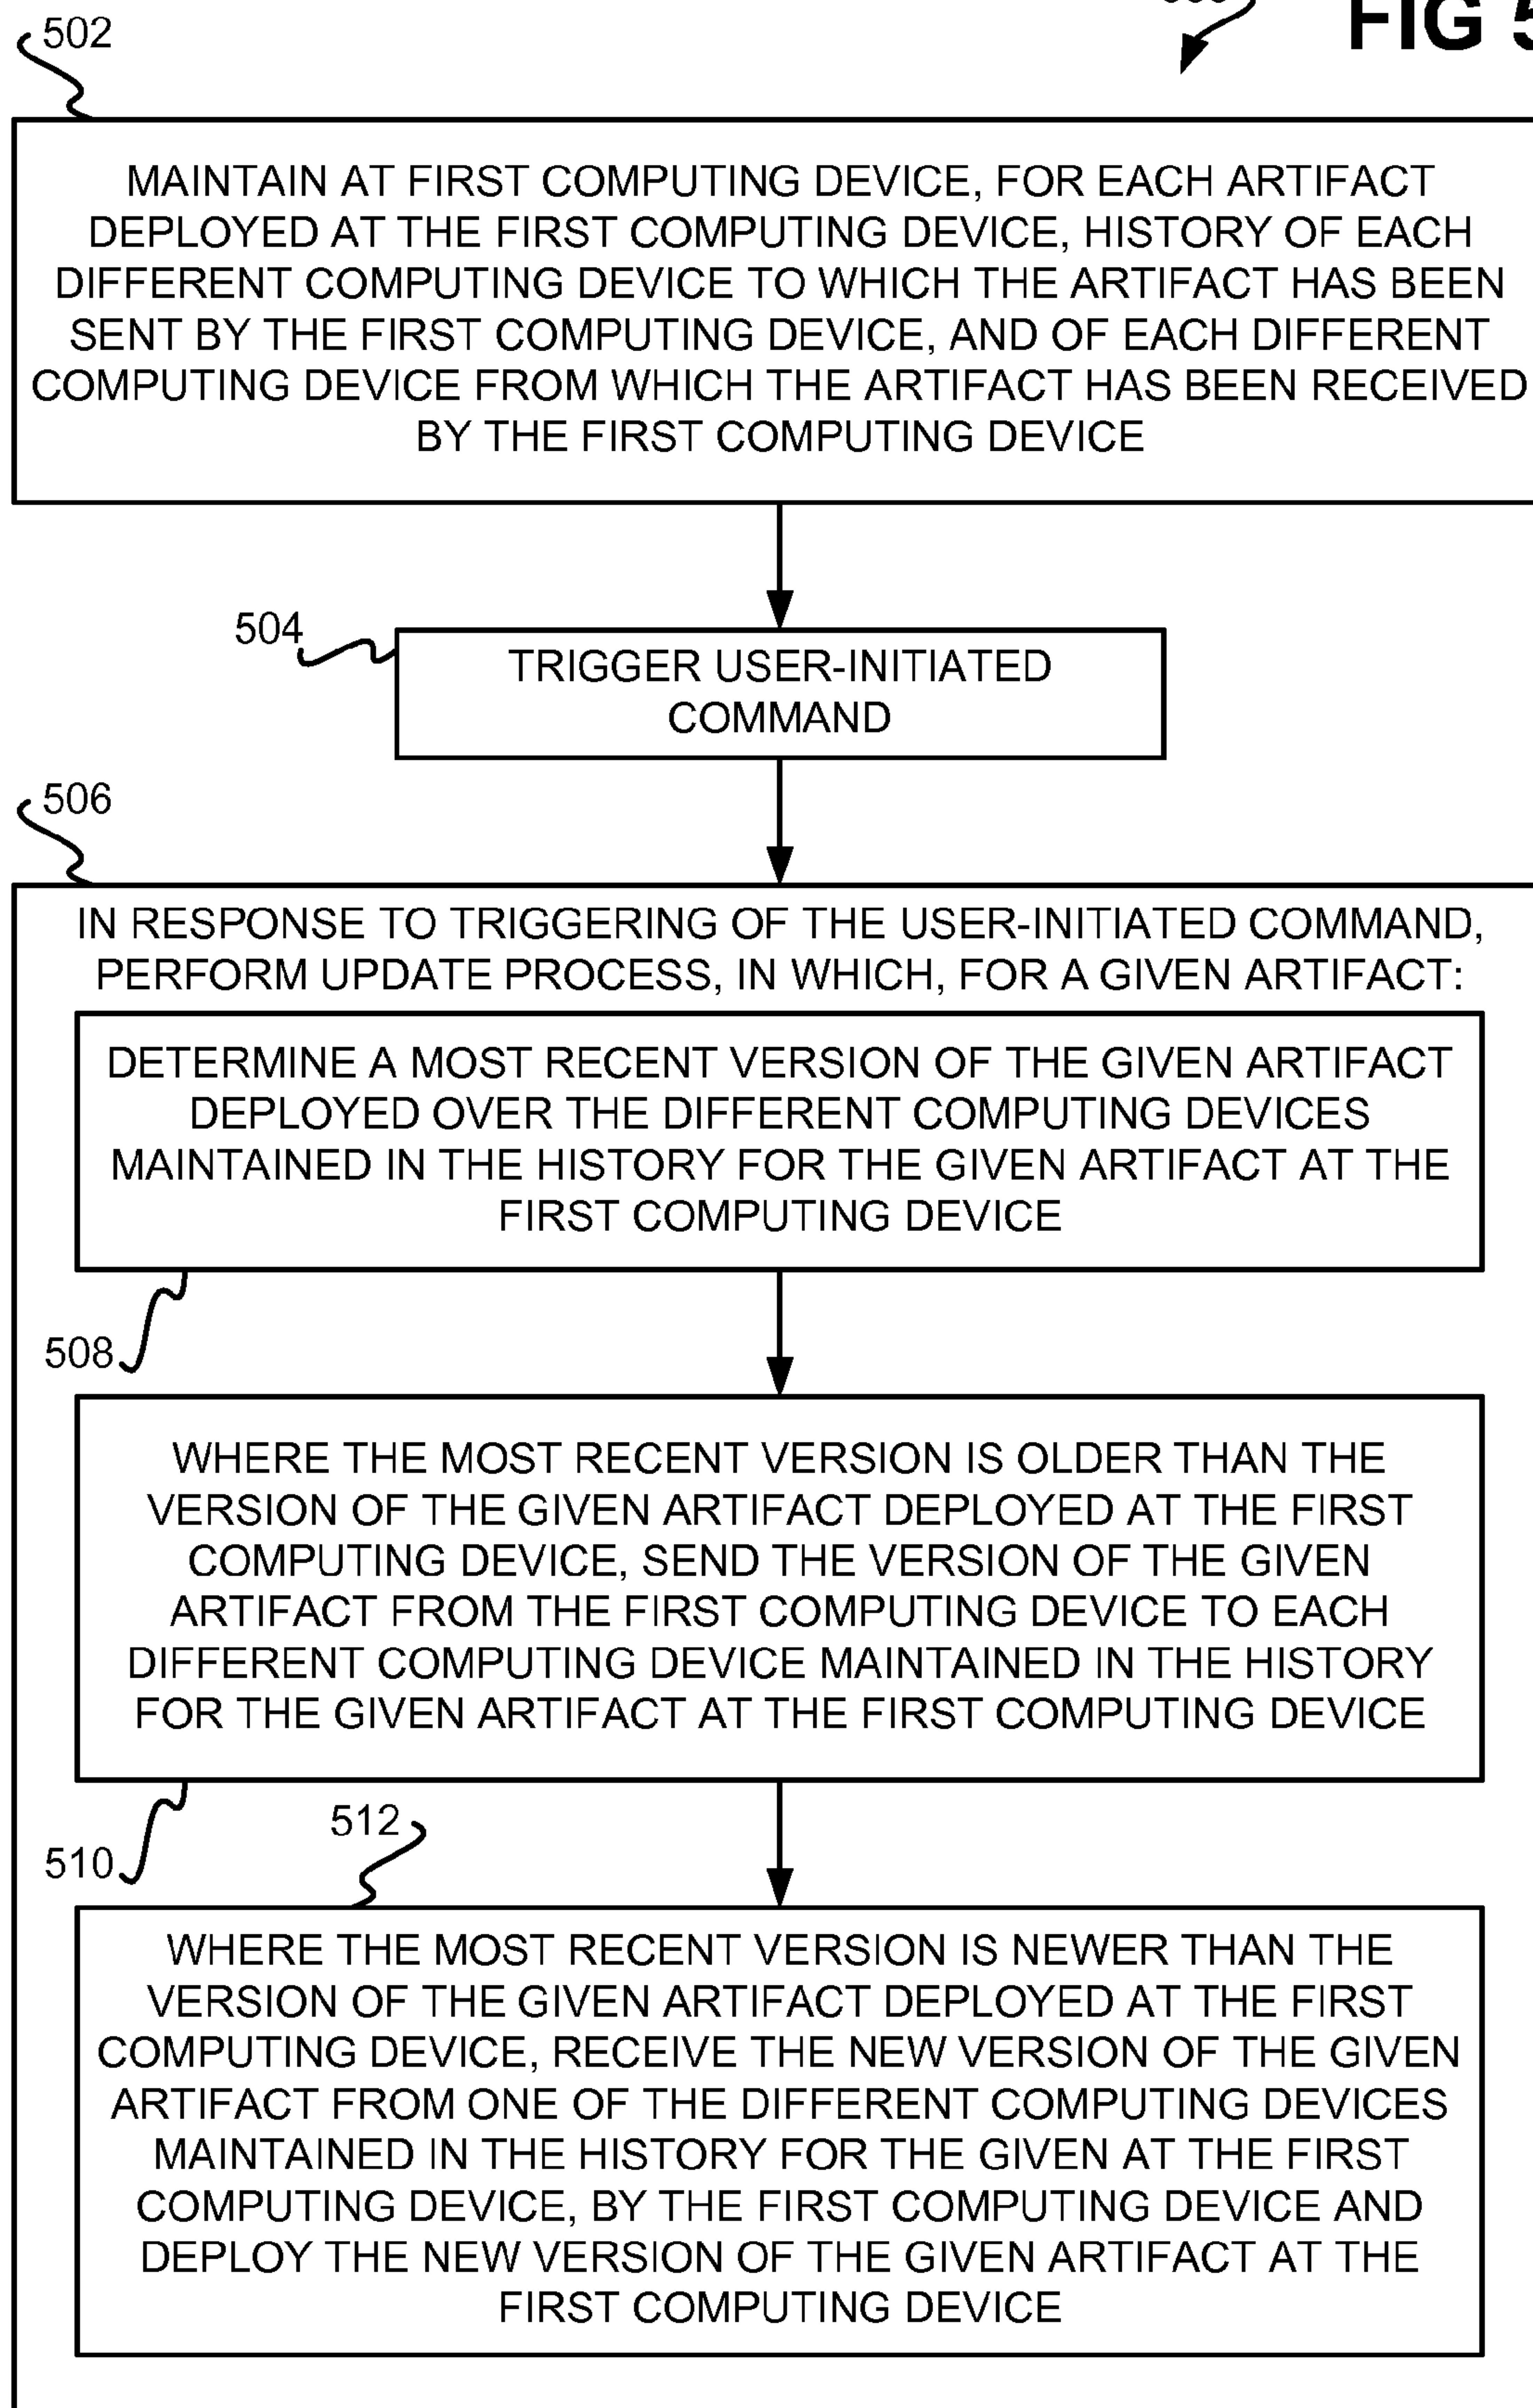 FIG 5
502
MAINTAIN AT FIRST COMPUTING DEVICE, FOR EACH ARTIFACT
DEPLOYED AT THE FIRST COMPUTING DEVICE, HISTORY OF EACH
DIFFERENT COMPUTING DEVICE TO WHICH THE ARTIFACT HAS BEEN
SENT BY THE FIRST COMPUTING DEVICE, AND OF EACH DIFFERENT
COMPUTING DEVICE FROM WHICH THE ARTIFACT HAS BEEN RECEIVED
BY THE FIRST COMPUTING DEVICE
504
TRIGGER USER-INITIATED
COMMAND
506
IN RESPONSE TO TRIGGERING OF THE USER-INITIATED COMMAND,
PERFORM UPDATE PROCESS, IN WHICH, FOR A GIVEN ARTIFACT:
DETERMINE A MOST RECENT VERSION OF THE GIVEN ARTIFACT
DEPLOYED OVER THE DIFFERENT COMPUTING DEVICES
MAINTAINED IN THE HISTORY FOR THE GIVEN ARTIFACT AT THE
FIRST COMPUTING DEVICE
508
WHERE THE MOST RECENT VERSION IS OLDER THAN THE
VERSION OF THE GIVEN ARTIFACT DEPLOYED AT THE FIRST
COMPUTING DEVICE, SEND THE VERSION OF THE GIVEN
ARTIFACT FROM THE FIRST COMPUTING DEVICE TO EACH
DIFFERENT COMPUTING DEVICE MAINTAINED IN THE HISTORY
FOR THE GIVEN ARTIFACT AT THE FIRST COMPUTING DEVICE
510
512
WHERE THE MOST RECENT VERSION IS NEWER THAN THE
VERSION OF THE GIVEN ARTIFACT DEPLOYED AT THE FIRST
COMPUTING DEVICE, RECEIVE THE NEW VERSION OF THE GIVEN
ARTIFACT FROM ONE OF THE DIFFERENT COMPUTING DEVICES
MAINTAINED IN THE HISTORY FOR THE GIVEN AT THE FIRST
COMPUTING DEVICE, BY THE FIRST COMPUTING DEVICE AND
DEPLOY THE NEW VERSION OF THE GIVEN ARTIFACT AT THE
FIRST COMPUTING DEVICE